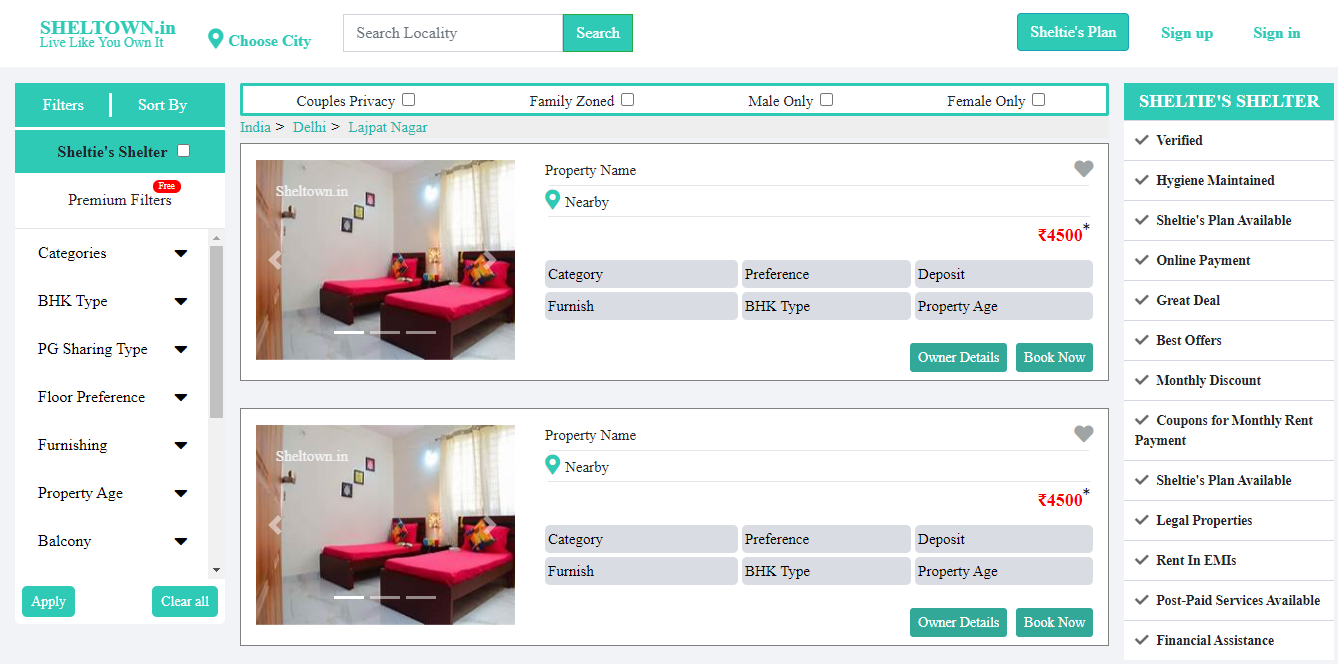 SHELTOWN.in
Live Like You Own It
Choose City
Search Locality
Search
Sheltie's Plan
Sign up
Sign in
Filters
Sort By
Sheltie's Shelter
Free
Premium Filters
Categories
BHK Type
PG Sharing Type
Floor Preference
Furnishing
Property Age
Balcony
Apply
Clear all
Couples Privacy
Family Zoned
Male Only
Female Only
India > Delhi > Lajpat Nagar
Sheltown.in
Property Name
Nearby
₹4500*
Category
Preference
Deposit
Furnish
BHK Type
Property Age
Owner Details
Book Now
Sheltown.in
Property Name
Nearby
₹4500*
Category
Preference
Deposit
Furnish
BHK Type
Property Age
Owner Details
Book Now
SHELTIE'S SHELTER
Verified
Hygiene Maintained
Sheltie's Plan Available
Online Payment
Great Deal
Best Offers
Monthly Discount
Coupons for Monthly Rent
Payment
Sheltie's Plan Available
Legal Properties
Rent In EMIs
Post-Paid Services Available
Financial Assistance